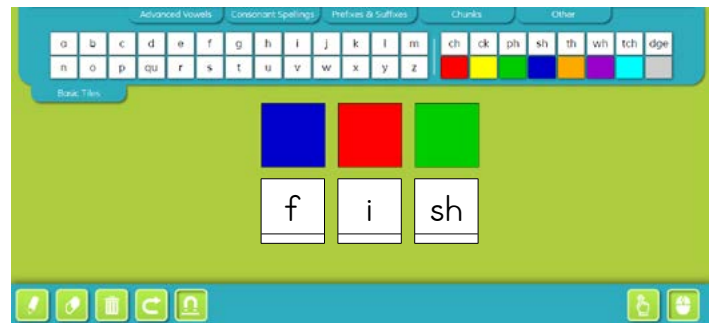 Advanced Vowels Consonant Spellings Prefixes & Suffixes Chunks Other
a b c d e f g h i j k l m ch ck ph sh th wh tch dge
n o p qu r s t u v w x y z
Basic Tiles
f i sh